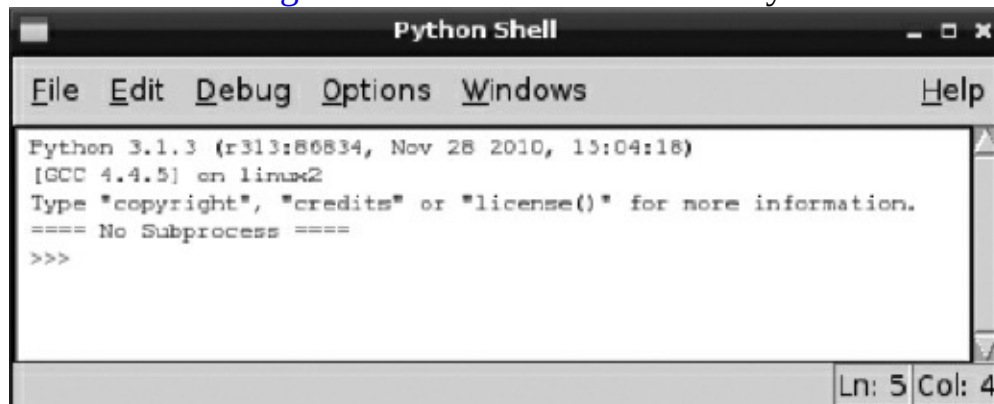 g y
Python Shell
File Edit Debug Options Windows Help
Python 3.1.3 (r313:86834, Nov 28 2010, 15:04:18)
[GCC 4.4.5] on linux2
Type "copyright", "credits" or "license()" for more information.
==== No Subprocess ====
>>>
Ln: 5 Col: 4